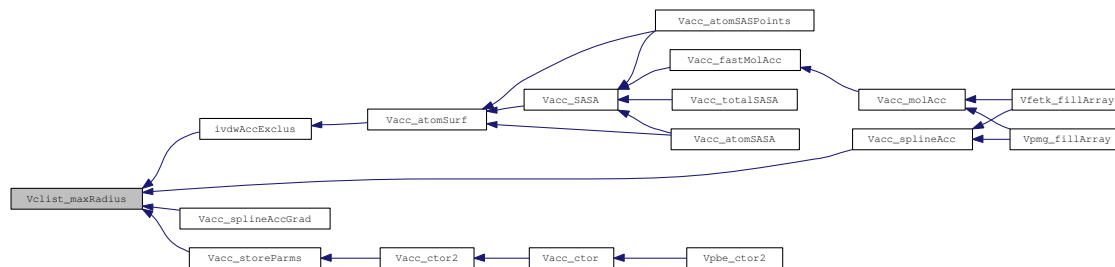 Vacc_atomSASPoints
Vacc_fastMolAcc
Vacc_SASA
Vacc_totalSASA
Vacc_molAcc
Vfetk_fillArray
Vacc_atomSurf
ivdwAccExclus
Vacc_atomSASA
Vacc_splineAcc
Vpmg_fillArray
Vclist_maxRadius
Vacc_splineAccGrad
Vacc_storeParms
Vacc_ctor2
Vacc_ctor
Vpbe_ctor2